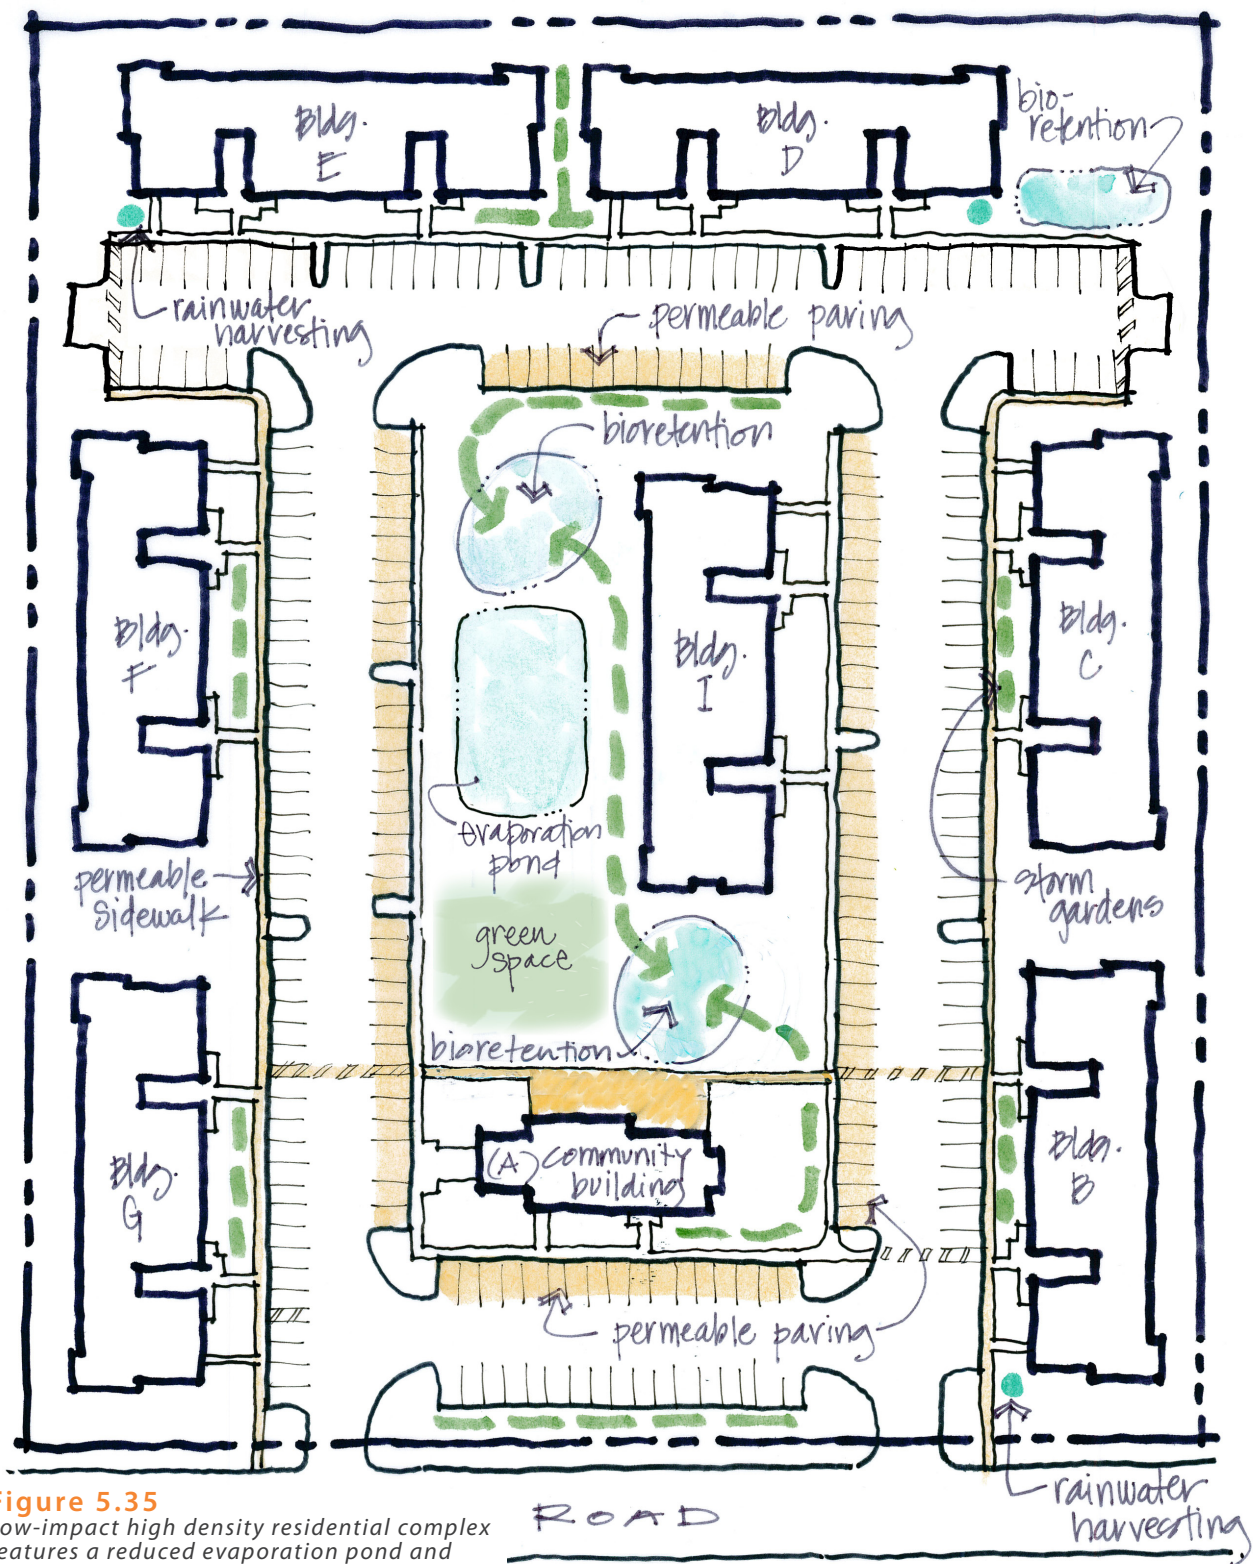 Bldg.
E
Bldg.
D
bio-
retention
rainwater
harvesting
permeable paving
bioretention
Bldg.
F
Bldg.
I
Bldg.
C
evaporation
pond
permeable
sidewalk
storm
gardens
green
space
bioretention
Bldg.
G
(A) community
building
Bldg.
B
permeable paving
rainwater
harvesting
ROAD
Figure 5.35
ow-impact high density residential complex
eatures a reduced evaporation pond and